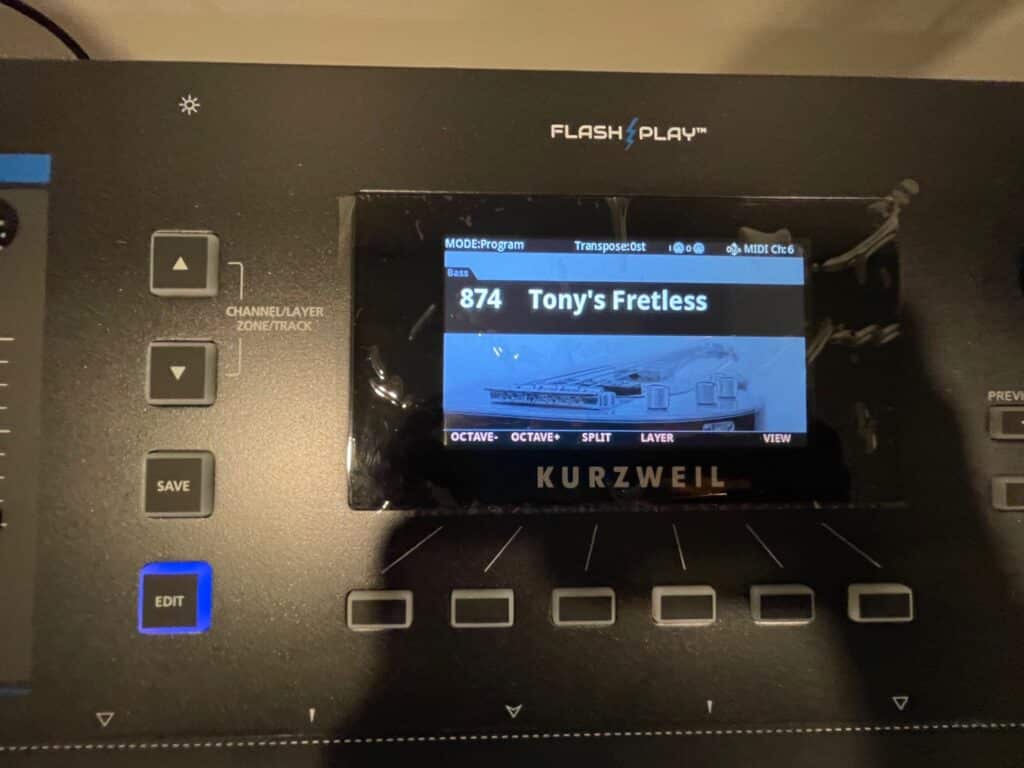 FLASH PLAY™
MODE:Program Transpose:0st MIDI Ch:6
Bass
874 Tony's Fretless
OCTAVE- OCTAVE+ SPLIT LAYER VIEW
KURZWEIL
CHANNEL/LAYER
ZONE/TRACK
SAVE
EDIT